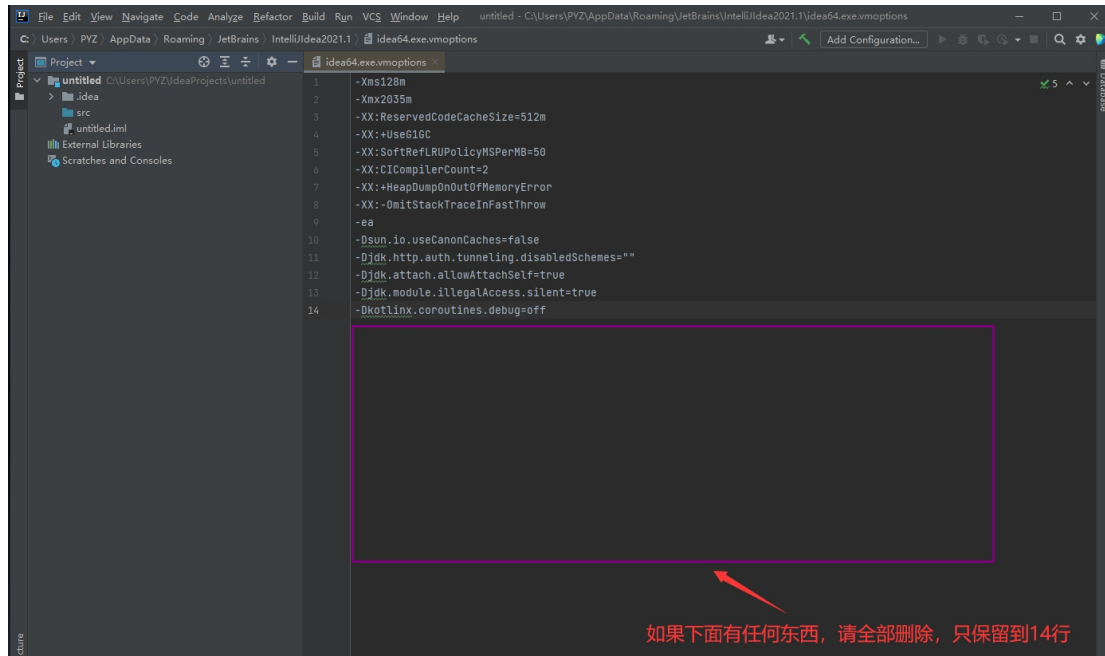 File Edit View Navigate Code Analyze Refactor Build Run VCS Window Help untitled - C:\Users\PYZ\AppData\Roaming\JetBrains\IntelliJIdea2021.1\idea64.exe.vmoptions
C: Users PYZ AppData Roaming JetBrains IntelliJIdea2021.1 idea64.exe.vmoptions Add Configuration...
Project
Project
idea64.exe.vmoptions
Database
untitled C:\Users\PYZ\IdeaProjects\untitled
.idea
src
untitled.iml
External Libraries
Scratches and Consoles
5
1 -Xms128m
2 -Xmx2035m
3 -XX:ReservedCodeCacheSize=512m
4 -XX:+UseG1GC
5 -XX:SoftRefLRUPolicyMSPerMB=50
6 -XX:CICompilerCount=2
7 -XX:+HeapDumpOnOutOfMemoryError
8 -XX:-OmitStackTraceInFastThrow
9 -ea
10 -Dsun.io.useCanonCaches=false
11 -Djdk.http.auth.tunneling.disabledSchemes=""
12 -Djdk.attach.allowAttachSelf=true
13 -Djdk.module.illegalAccess.silent=true
14 -Dkotlinx.coroutines.debug=off
如果下面有任何东西，请全部删除，只保留到14行